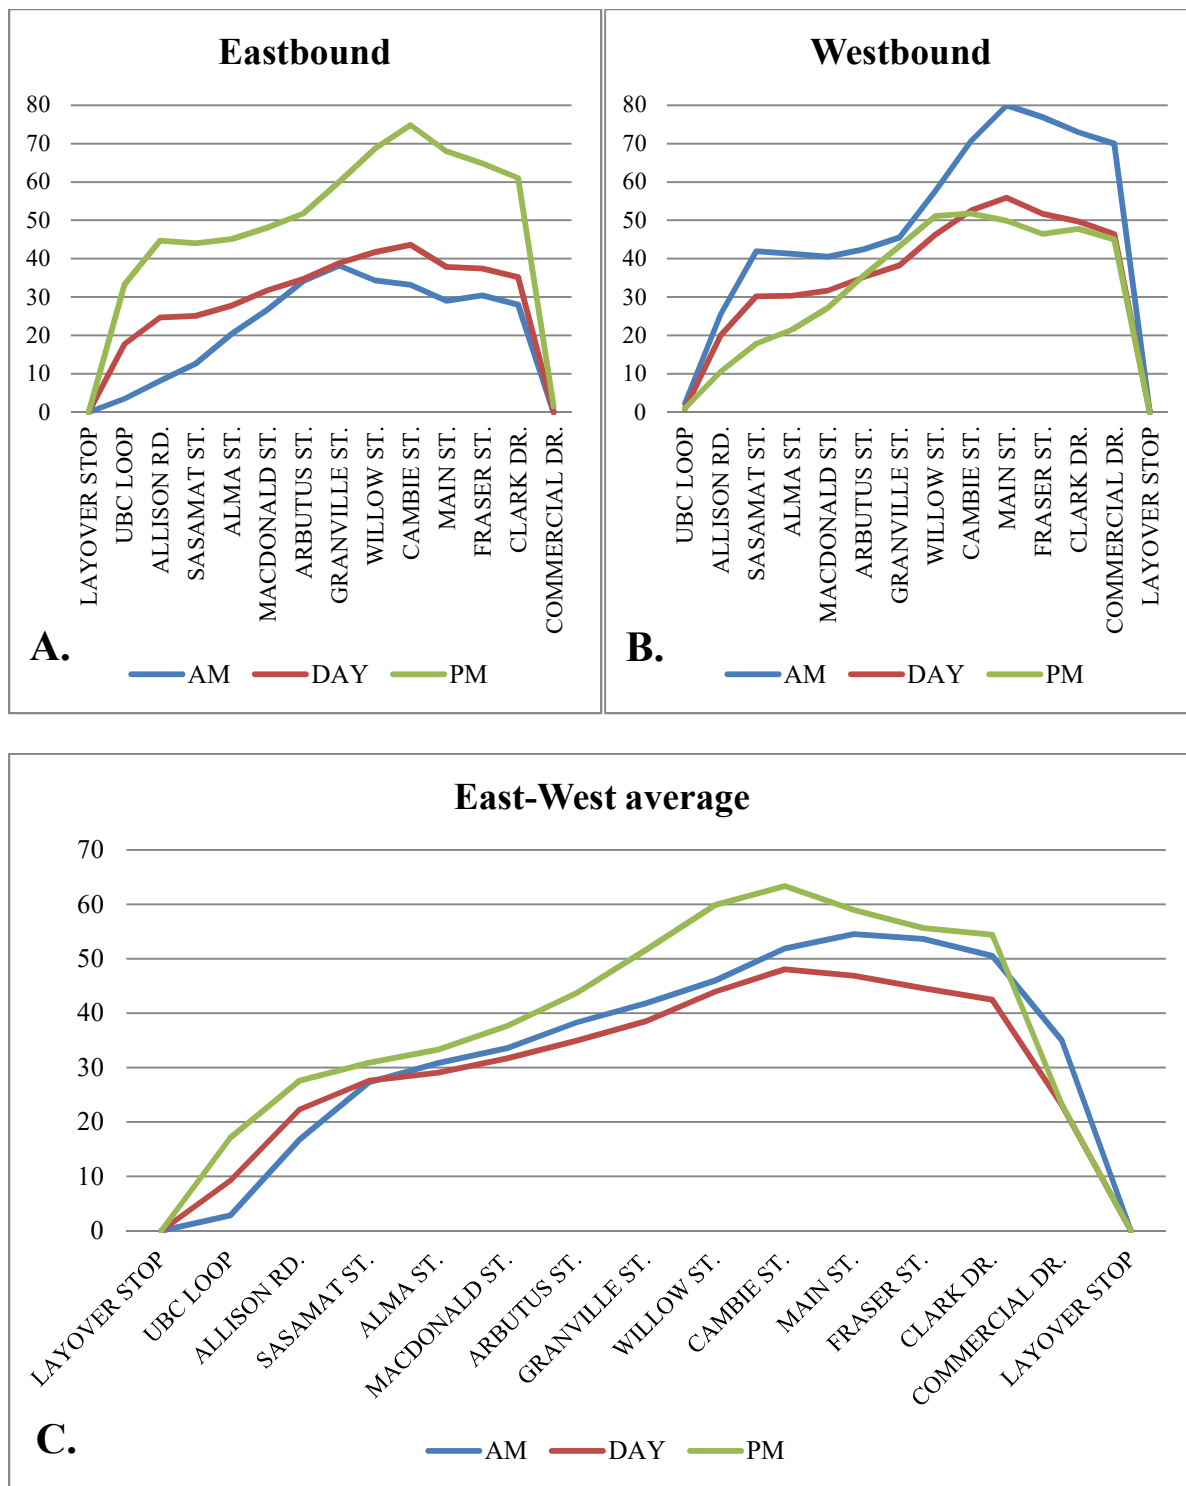 Eastbound
80
70
60
50
40
30
20
10
0
LAYOVER STOP
UBC LOOP
ALLISON RD.
SASAMAT ST.
ALMA ST.
MACDONALD ST.
ARBUTUS ST.
GRANVILLE ST.
WILLOW ST.
CAMBIE ST.
MAIN ST.
FRASER ST.
CLARK DR.
COMMERCIAL DR.
A.
AM DAY PM
Westbound
80
70
60
50
40
30
20
10
0
UBC LOOP
ALLISON RD.
SASAMAT ST.
ALMA ST.
MACDONALD ST.
ARBUTUS ST.
GRANVILLE ST.
WILLOW ST.
CAMBIE ST.
MAIN ST.
FRASER ST.
CLARK DR.
COMMERCIAL DR.
LAYOVER STOP
B.
AM DAY PM
East-West average
70
60
50
40
30
20
10
0
LAYOVER STOP
UBC LOOP
ALLISON RD.
SASAMAT ST.
ALMA ST.
MACDONALD ST.
ARBUTUS ST.
GRANVILLE ST.
WILLOW ST.
CAMBIE ST.
MAIN ST.
FRASER ST.
CLARK DR.
COMMERCIAL DR.
LAYOVER STOP
C.
AM DAY PM